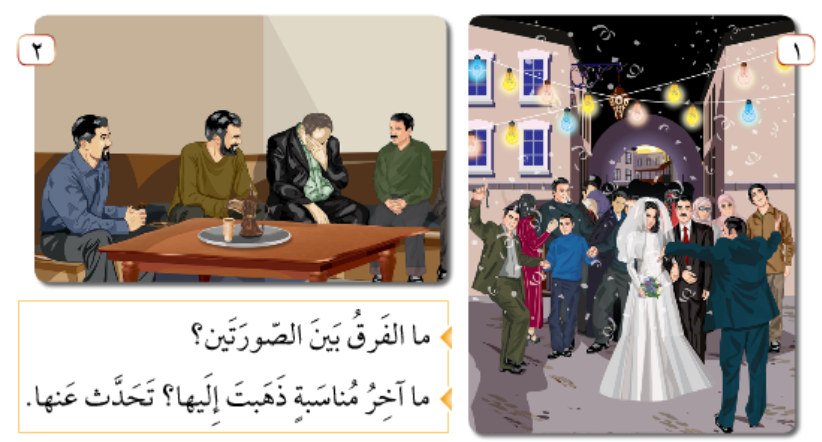 ١
٢
ما الفَرقُ بَينَ الصّورَتَين؟
ما آخِرُ مُناسَبةٍ ذَهَبتَ إِلَيها؟ تَحَدَّث عَنها.